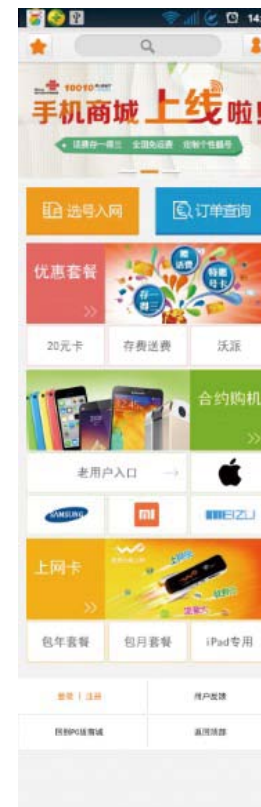 14:
10010
手机商城上线啦!
话费存一得三 全国免运费 定制个性靓号
选号入网
订单查询
优惠套餐
赠话费
特惠号卡
存一得三
20元卡
存费送费
沃派
合约购机
老用户入口
SAMSUNG
mi
MEIZU
上网卡
包年套餐
包月套餐
iPad专用
登录 | 注册
用户反馈
回到PC版商城
返回顶部